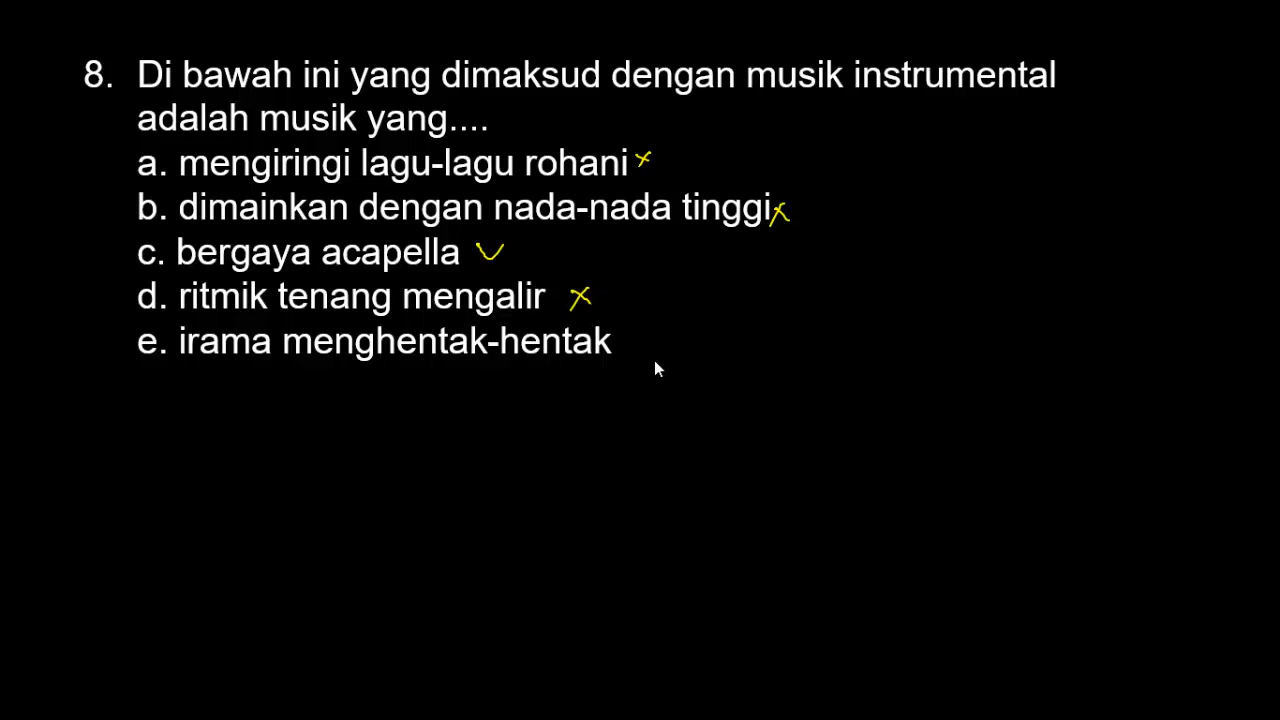 8. Di bawah ini yang dimaksud dengan musik instrumental
adalah musik yang....
a. mengiringi lagu-lagu rohani
b. dimainkan dengan nada-nada tinggi
c. bergaya acapella
d. ritmik tenang mengalir
e. irama menghentak-hentak